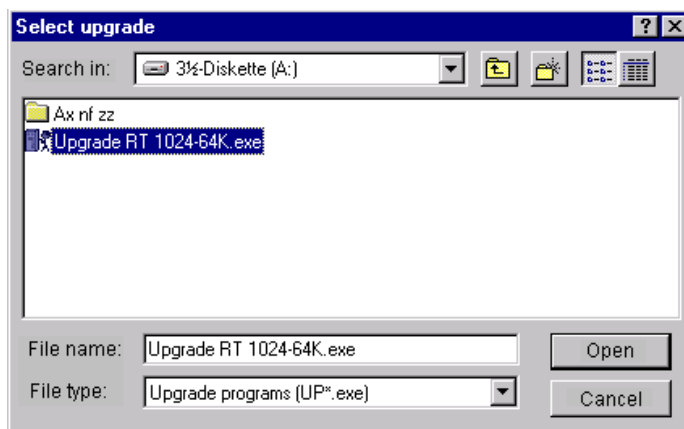 Select upgrade
Search in: 3½-Diskette (A:)
Ax nf zz
Upgrade RT 1024-64K.exe
File name: Upgrade RT 1024-64K.exe Open
File type: Upgrade programs (UP*.exe) Cancel